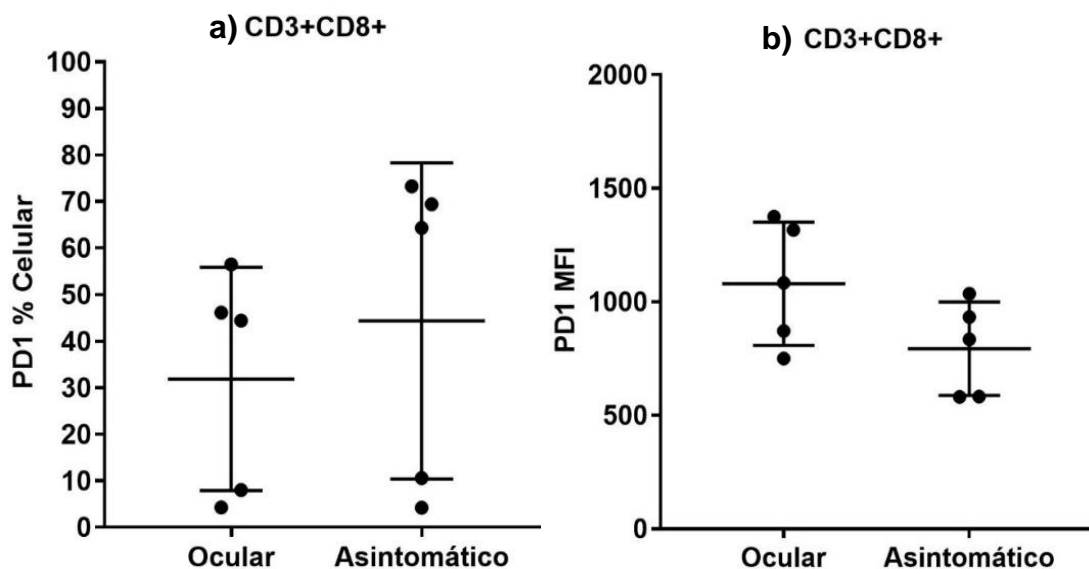 a) CD3+CD8+
PD1 % Celular
100
90
80
70
60
50
40
30
20
10
0
Ocular
Asintomático
b) CD3+CD8+
PD1 MFI
2000
1500
1000
500
0
Ocular
Asintomático